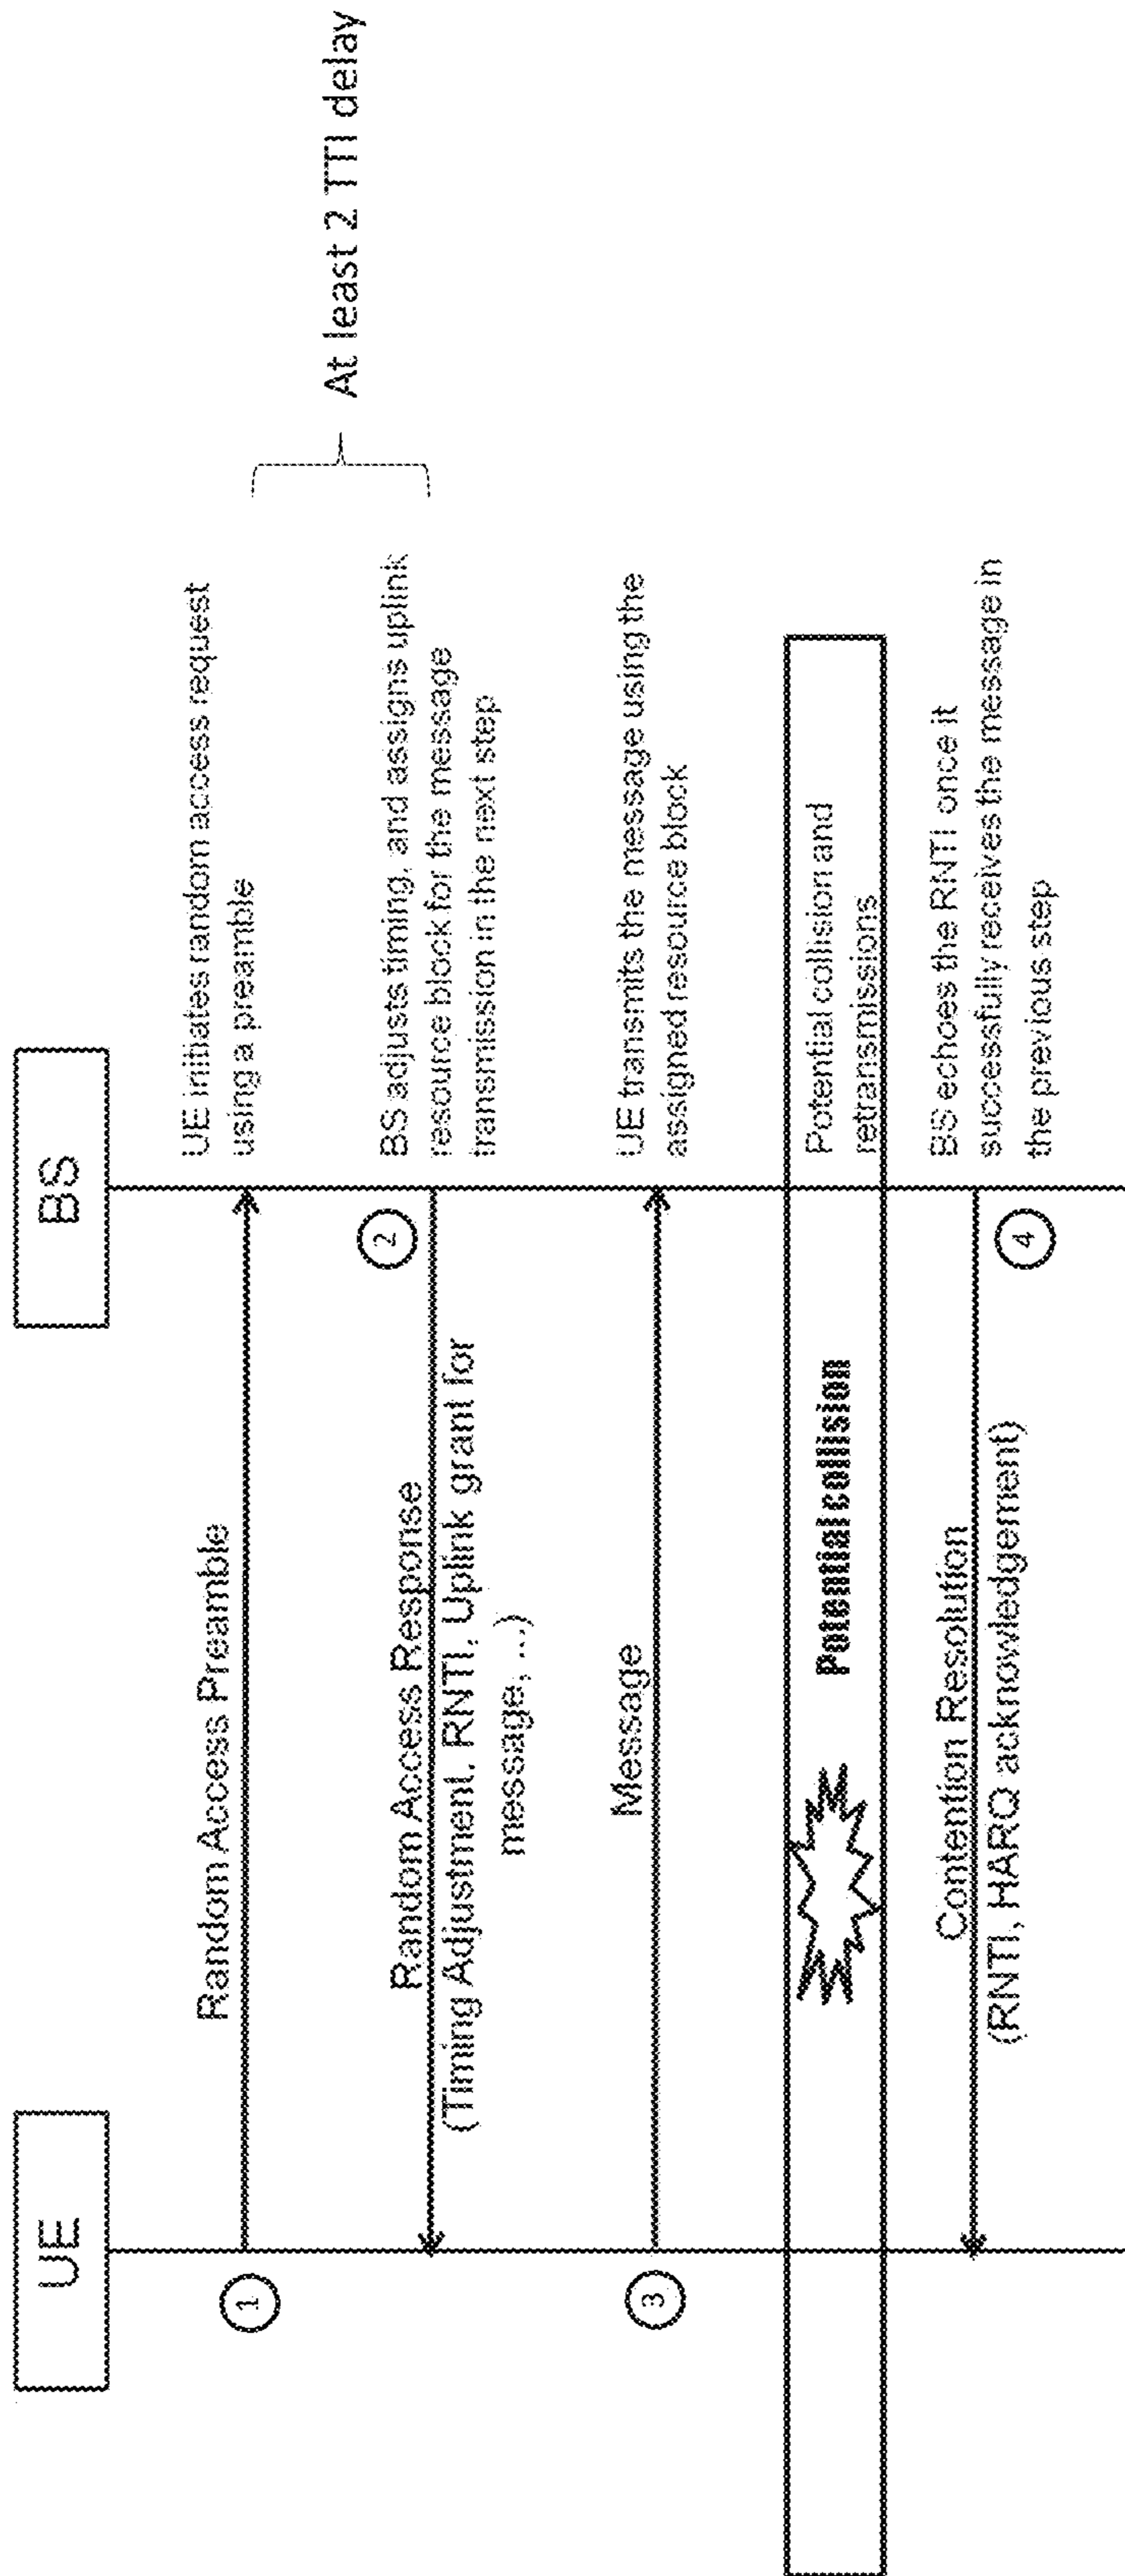 UE
BS
1
Random Access Preamble
UE initiates random access request
using a preamble
At least 2 TTI delay
2
Random Access Response
(Timing Adjustment, RNTI, Uplink grant for
message, ...)
BS adjusts timing, and assigns uplink
resource block for the message
transmission in the next step
3
Message
UE transmits the message using the
assigned resource block
Potential collision
Potential collision and
retransmissions
4
Contention Resolution
(RNTI, HARQ acknowledgement)
BS echoes the RNTI once it
successfully receives the message in
the previous step